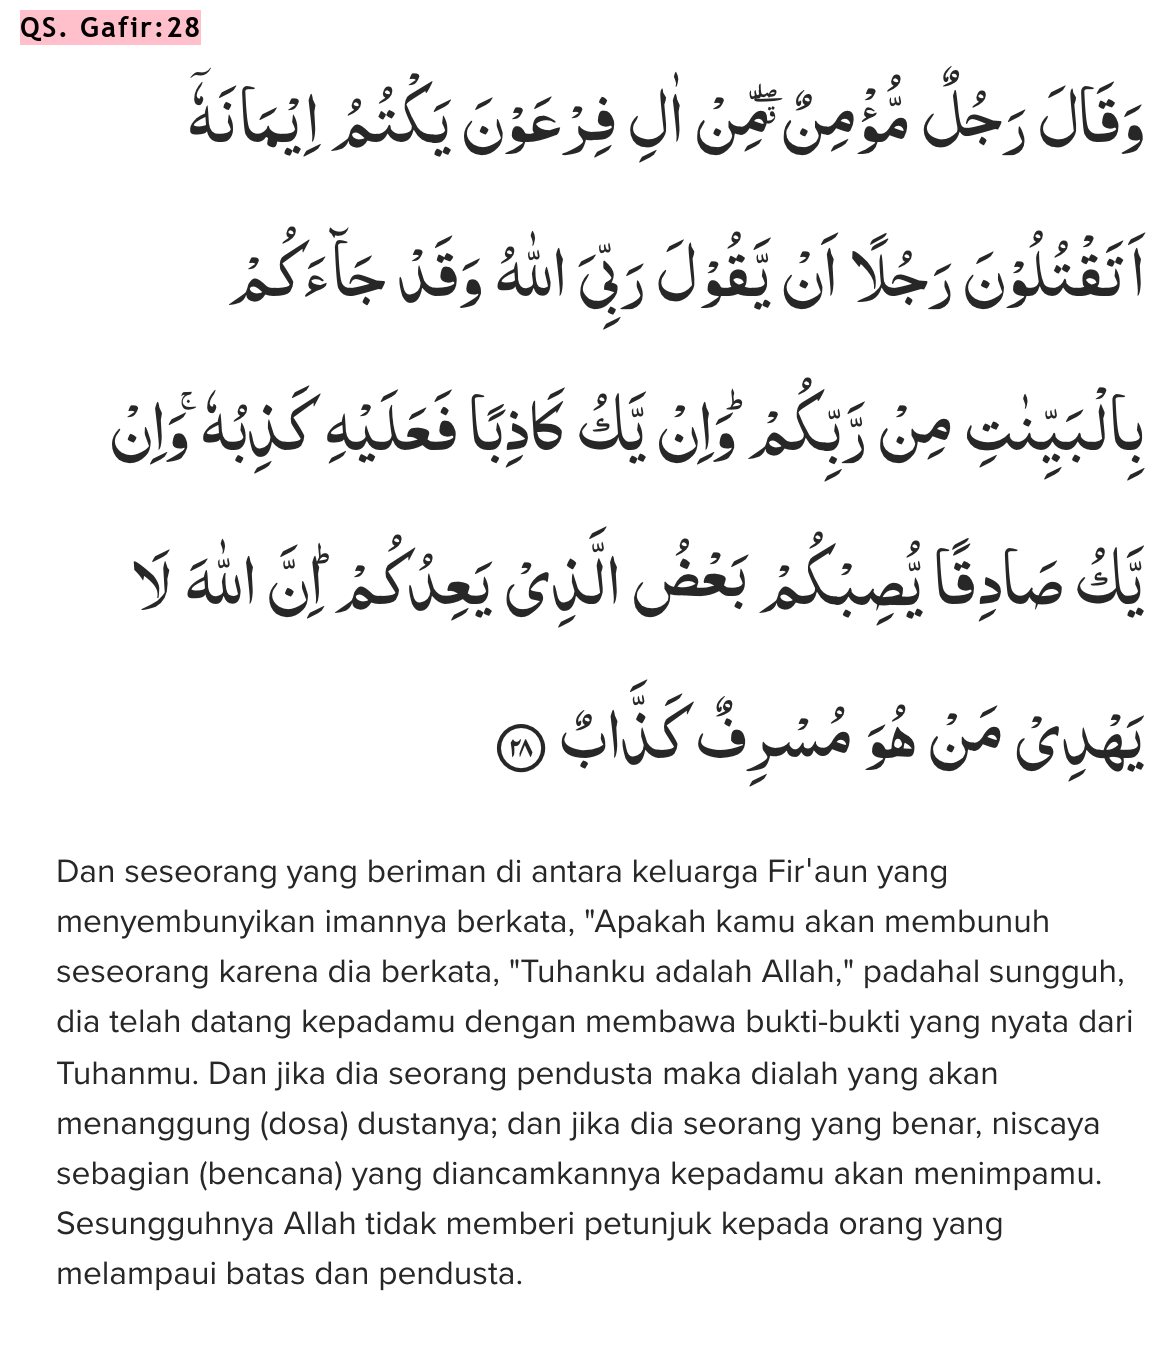 QS. Gafir:28
وَقَالَ رَجُلٌ مُّؤْمِنٌۖ مِّنْ اٰلِ فِرْعَوْنَ يَكْتُمُ اِيْمَانَهٗٓ
اَتَقْتُلُوْنَ رَجُلًا اَنْ يَّقُوْلَ رَبِّيَ اللّٰهُ وَقَدْ جَاۤءَكُمْ
بِالْبَيِّنٰتِ مِنْ رَّبِّكُمْ ۗوَاِنْ يَّكُ كَاذِبًا فَعَلَيْهِ كَذِبُهٗ ۚوَاِنْ
يَّكُ صَادِقًا يُّصِبْكُمْ بَعْضُ الَّذِيْ يَعِدُكُمْ ۗاِنَّ اللّٰهَ لَا
يَهْدِيْ مَنْ هُوَ مُسْرِفٌ كَذَّابٌ ٢٨
Dan seseorang yang beriman di antara keluarga Fir'aun yang
menyembunyikan imannya berkata, "Apakah kamu akan membunuh
seseorang karena dia berkata, "Tuhanku adalah Allah," padahal sungguh,
dia telah datang kepadamu dengan membawa bukti-bukti yang nyata dari
Tuhanmu. Dan jika dia seorang pendusta maka dialah yang akan
menanggung (dosa) dustanya; dan jika dia seorang yang benar, niscaya
sebagian (bencana) yang diancamkannya kepadamu akan menimpamu.
Sesungguhnya Allah tidak memberi petunjuk kepada orang yang
melampaui batas dan pendusta.